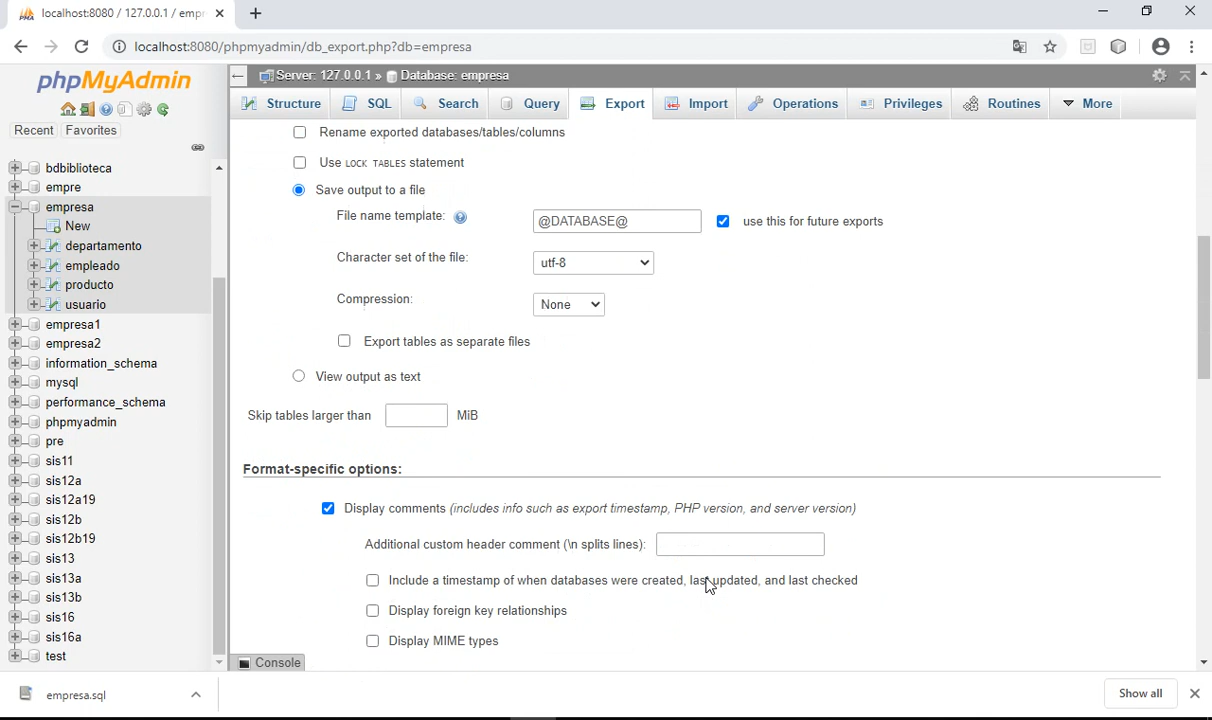 localhost:8080 / 127.0.0.1 / emp
localhost:8080/phpmyadmin/db_export.php?db=empresa
phpMyAdmin
Recent Favorites
bdbiblioteca
empre
empresa
New
departamento
empleado
producto
usuario
empresa1
empresa2
information_schema
mysql
performance_schema
phpmyadmin
pre
sis11
sis12a
sis12a19
sis12b
sis12b19
sis13
sis13a
sis13b
sis16
sis16a
test
Server: 127.0.0.1 » Database: empresa
Structure SQL Search Query Export Import Operations Privileges Routines More
Rename exported databases/tables/columns
Use LOCK TABLES statement
Save output to a file
File name template: @DATABASE@ use this for future exports
Character set of the file: utf-8
Compression: None
Export tables as separate files
View output as text
Skip tables larger than MiB
Format-specific options:
Display comments (includes info such as export timestamp, PHP version, and server version)
Additional custom header comment (\n splits lines):
Include a timestamp of when databases were created, last updated, and last checked
Display foreign key relationships
Display MIME types
Console
empresa.sql
Show all